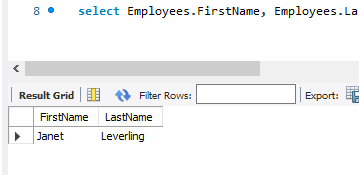 8 select Employees.FirstName, Employees.La
Result Grid Filter Rows: Export:
FirstName LastName
Janet Leverling